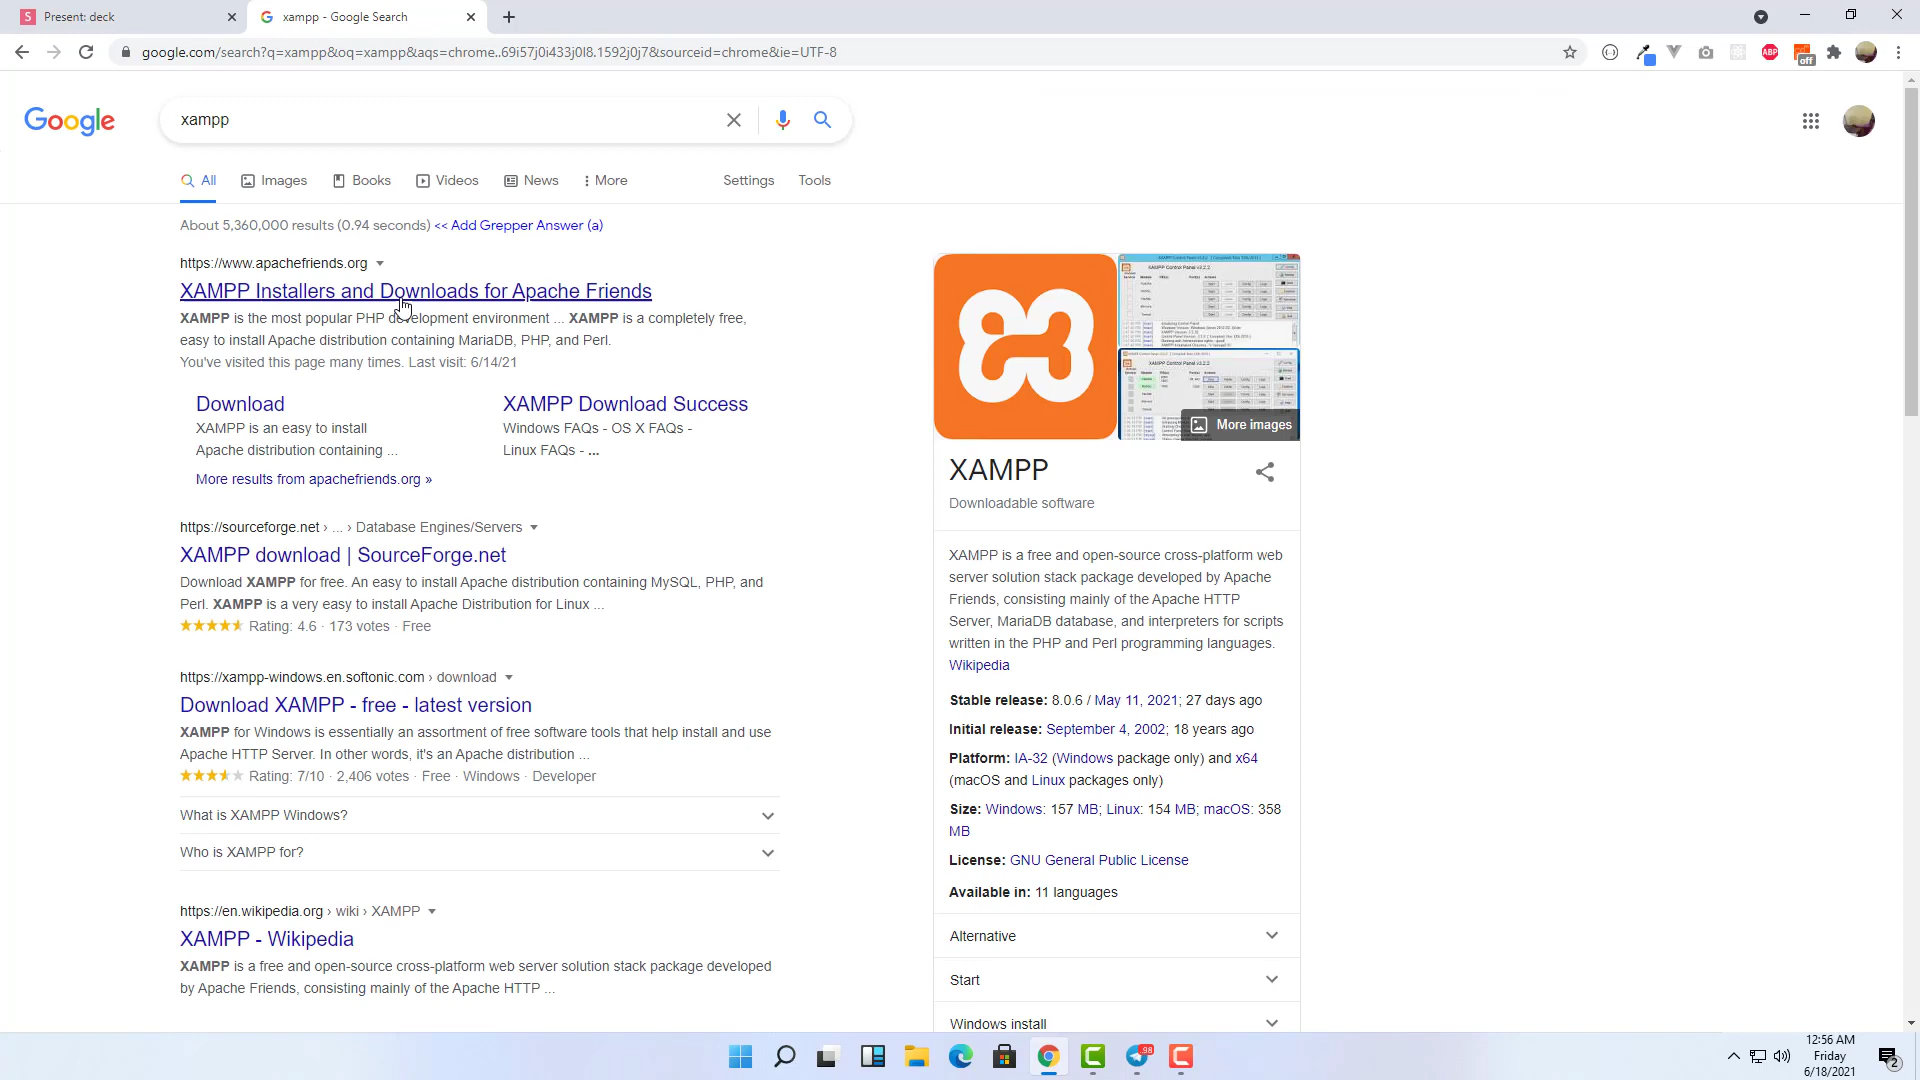 Present: deck
xampp - Google Search
google.com/search?q=xampp&oq=xampp&aqs=chrome..69i57j0i433j0l8.1592j0j7&sourceid=chrome&ie=UTF-8
ABP
off
Google
xampp
All
Images
Books
Videos
News
More
Settings
Tools
About 5,360,000 results (0.94 seconds) << Add Grepper Answer (a)
https://www.apachefriends.org
XAMPP Installers and Downloads for Apache Friends
XAMPP is the most popular PHP development environment ... XAMPP is a completely free,
easy to install Apache distribution containing MariaDB, PHP, and Perl.
You've visited this page many times. Last visit: 6/14/21
Download
XAMPP is an easy to install
Apache distribution containing ...
XAMPP Download Success
Windows FAQs - OS X FAQs -
Linux FAQs - ...
More results from apachefriends.org »
https://sourceforge.net › ... › Database Engines/Servers
XAMPP download | SourceForge.net
Download XAMPP for free. An easy to install Apache distribution containing MySQL, PHP, and
Perl. XAMPP is a very easy to install Apache Distribution for Linux ...
Rating: 4.6 · 173 votes · Free
https://xampp-windows.en.softonic.com › download
Download XAMPP - free - latest version
XAMPP for Windows is essentially an assortment of free software tools that help install and use
Apache HTTP Server. In other words, it's an Apache distribution ...
Rating: 7/10 · 2,406 votes · Free · Windows · Developer
What is XAMPP Windows?
Who is XAMPP for?
https://en.wikipedia.org › wiki › XAMPP
XAMPP - Wikipedia
XAMPP is a free and open-source cross-platform web server solution stack package developed
by Apache Friends, consisting mainly of the Apache HTTP ...
More images
XAMPP
Downloadable software
XAMPP is a free and open-source cross-platform web
server solution stack package developed by Apache
Friends, consisting mainly of the Apache HTTP
Server, MariaDB database, and interpreters for scripts
written in the PHP and Perl programming languages.
Wikipedia
Stable release: 8.0.6 / May 11, 2021; 27 days ago
Initial release: September 4, 2002; 18 years ago
Platform: IA-32 (Windows package only) and x64
(macOS and Linux packages only)
Size: Windows: 157 MB; Linux: 154 MB; macOS: 358
MB
License: GNU General Public License
Available in: 11 languages
Alternative
Start
Windows install
98
12:56 AM
Friday
6/18/2021
2